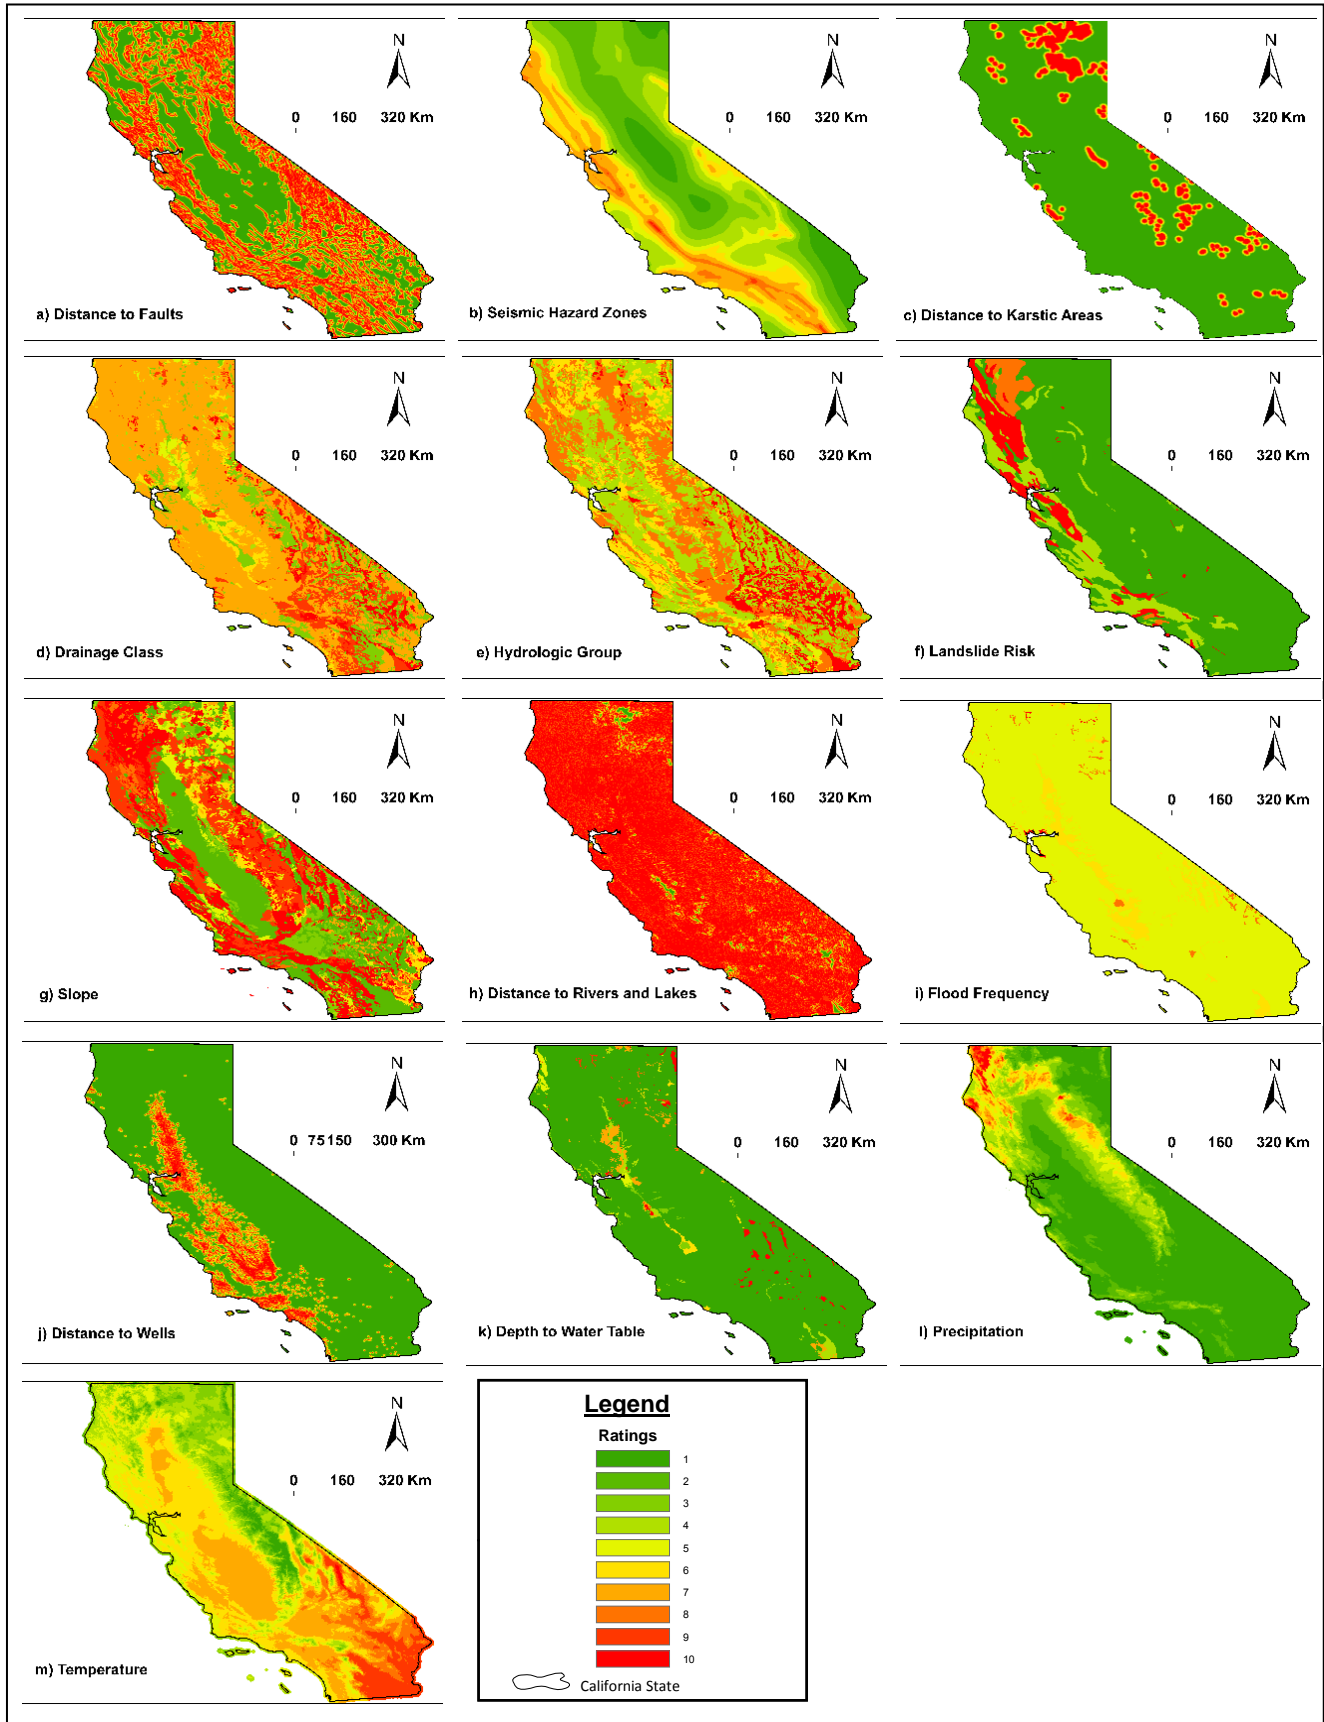 N
0 160 320 Km
a) Distance to Faults
N
0 160 320 Km
b) Seismic Hazard Zones
N
0 160 320 Km
c) Distance to Karstic Areas
N
0 160 320 Km
d) Drainage Class
N
0 160 320 Km
e) Hydrologic Group
N
0 160 320 Km
f) Landslide Risk
N
0 160 320 Km
g) Slope
N
0 160 320 Km
h) Distance to Rivers and Lakes
N
0 160 320 Km
i) Flood Frequency
N
0 75 150 300 Km
j) Distance to Wells
N
0 160 320 Km
k) Depth to Water Table
N
0 160 320 Km
l) Precipitation
N
0 160 320 Km
m) Temperature
Legend
Ratings
1
2
3
4
5
6
7
8
9
10
California State